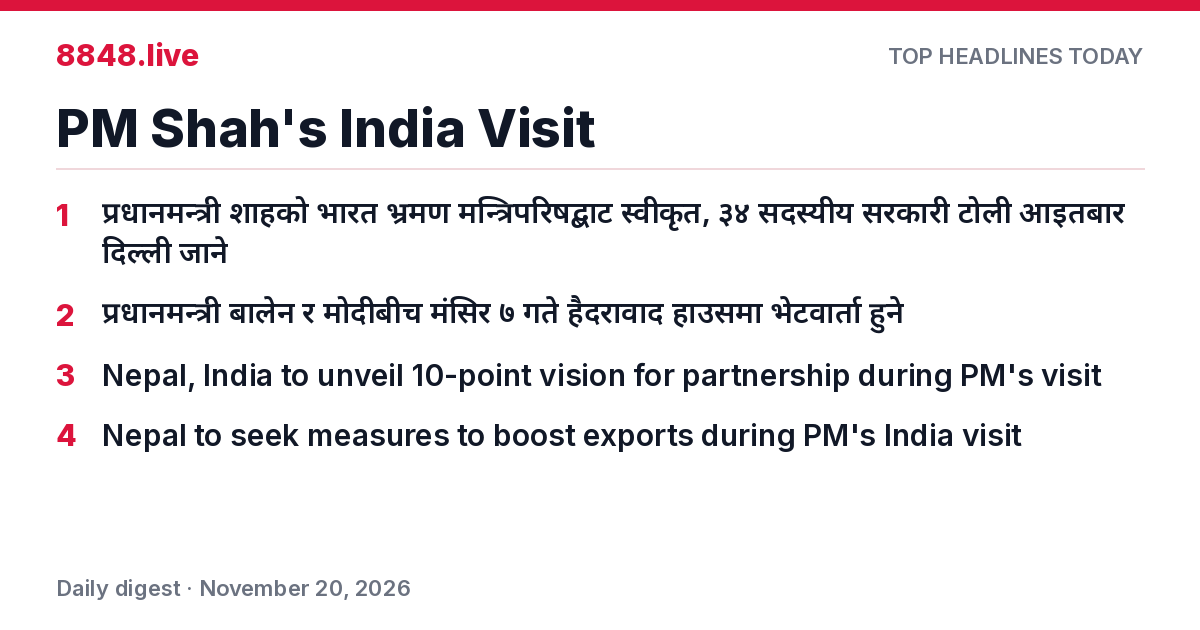 8848.live
TOP HEADLINES TODAY
PM Shah's India Visit
1 प्रधानमन्त्री शाहको भारत भ्रमण मन्त्रिपरिषद्बाट स्वीकृत, ३४ सदस्यीय सरकारी टोली आइतबार
दिल्ली जाने
2 प्रधानमन्त्री बालेन र मोदीबीच मंसिर ७ गते हैदरावाद हाउसमा भेटवार्ता हुने
3 Nepal, India to unveil 10-point vision for partnership during PM's visit
4 Nepal to seek measures to boost exports during PM's India visit
Daily digest · November 20, 2026